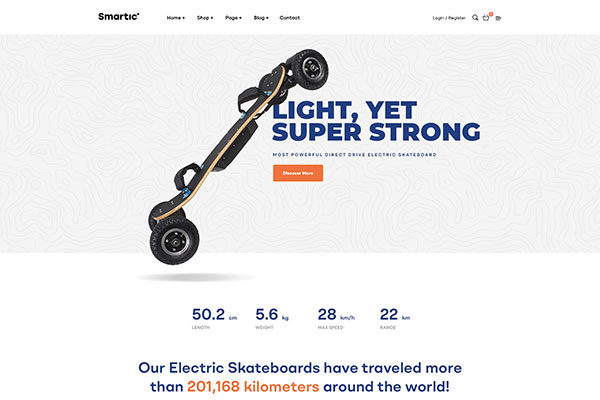 Smartic
Home Shop Page Blog Contact
Login / Register
LIGHT, YET
SUPER STRONG
MOST POWERFUL DIRECT DRIVE ELECTRIC SKATEBOARD
Discover More
50.2 cm 5.6 kg 28 km/h 22 km
LENGTH WEIGHT MAX SPEED RANGE
Our Electric Skateboards have traveled more
than 201,168 kilometers around the world!